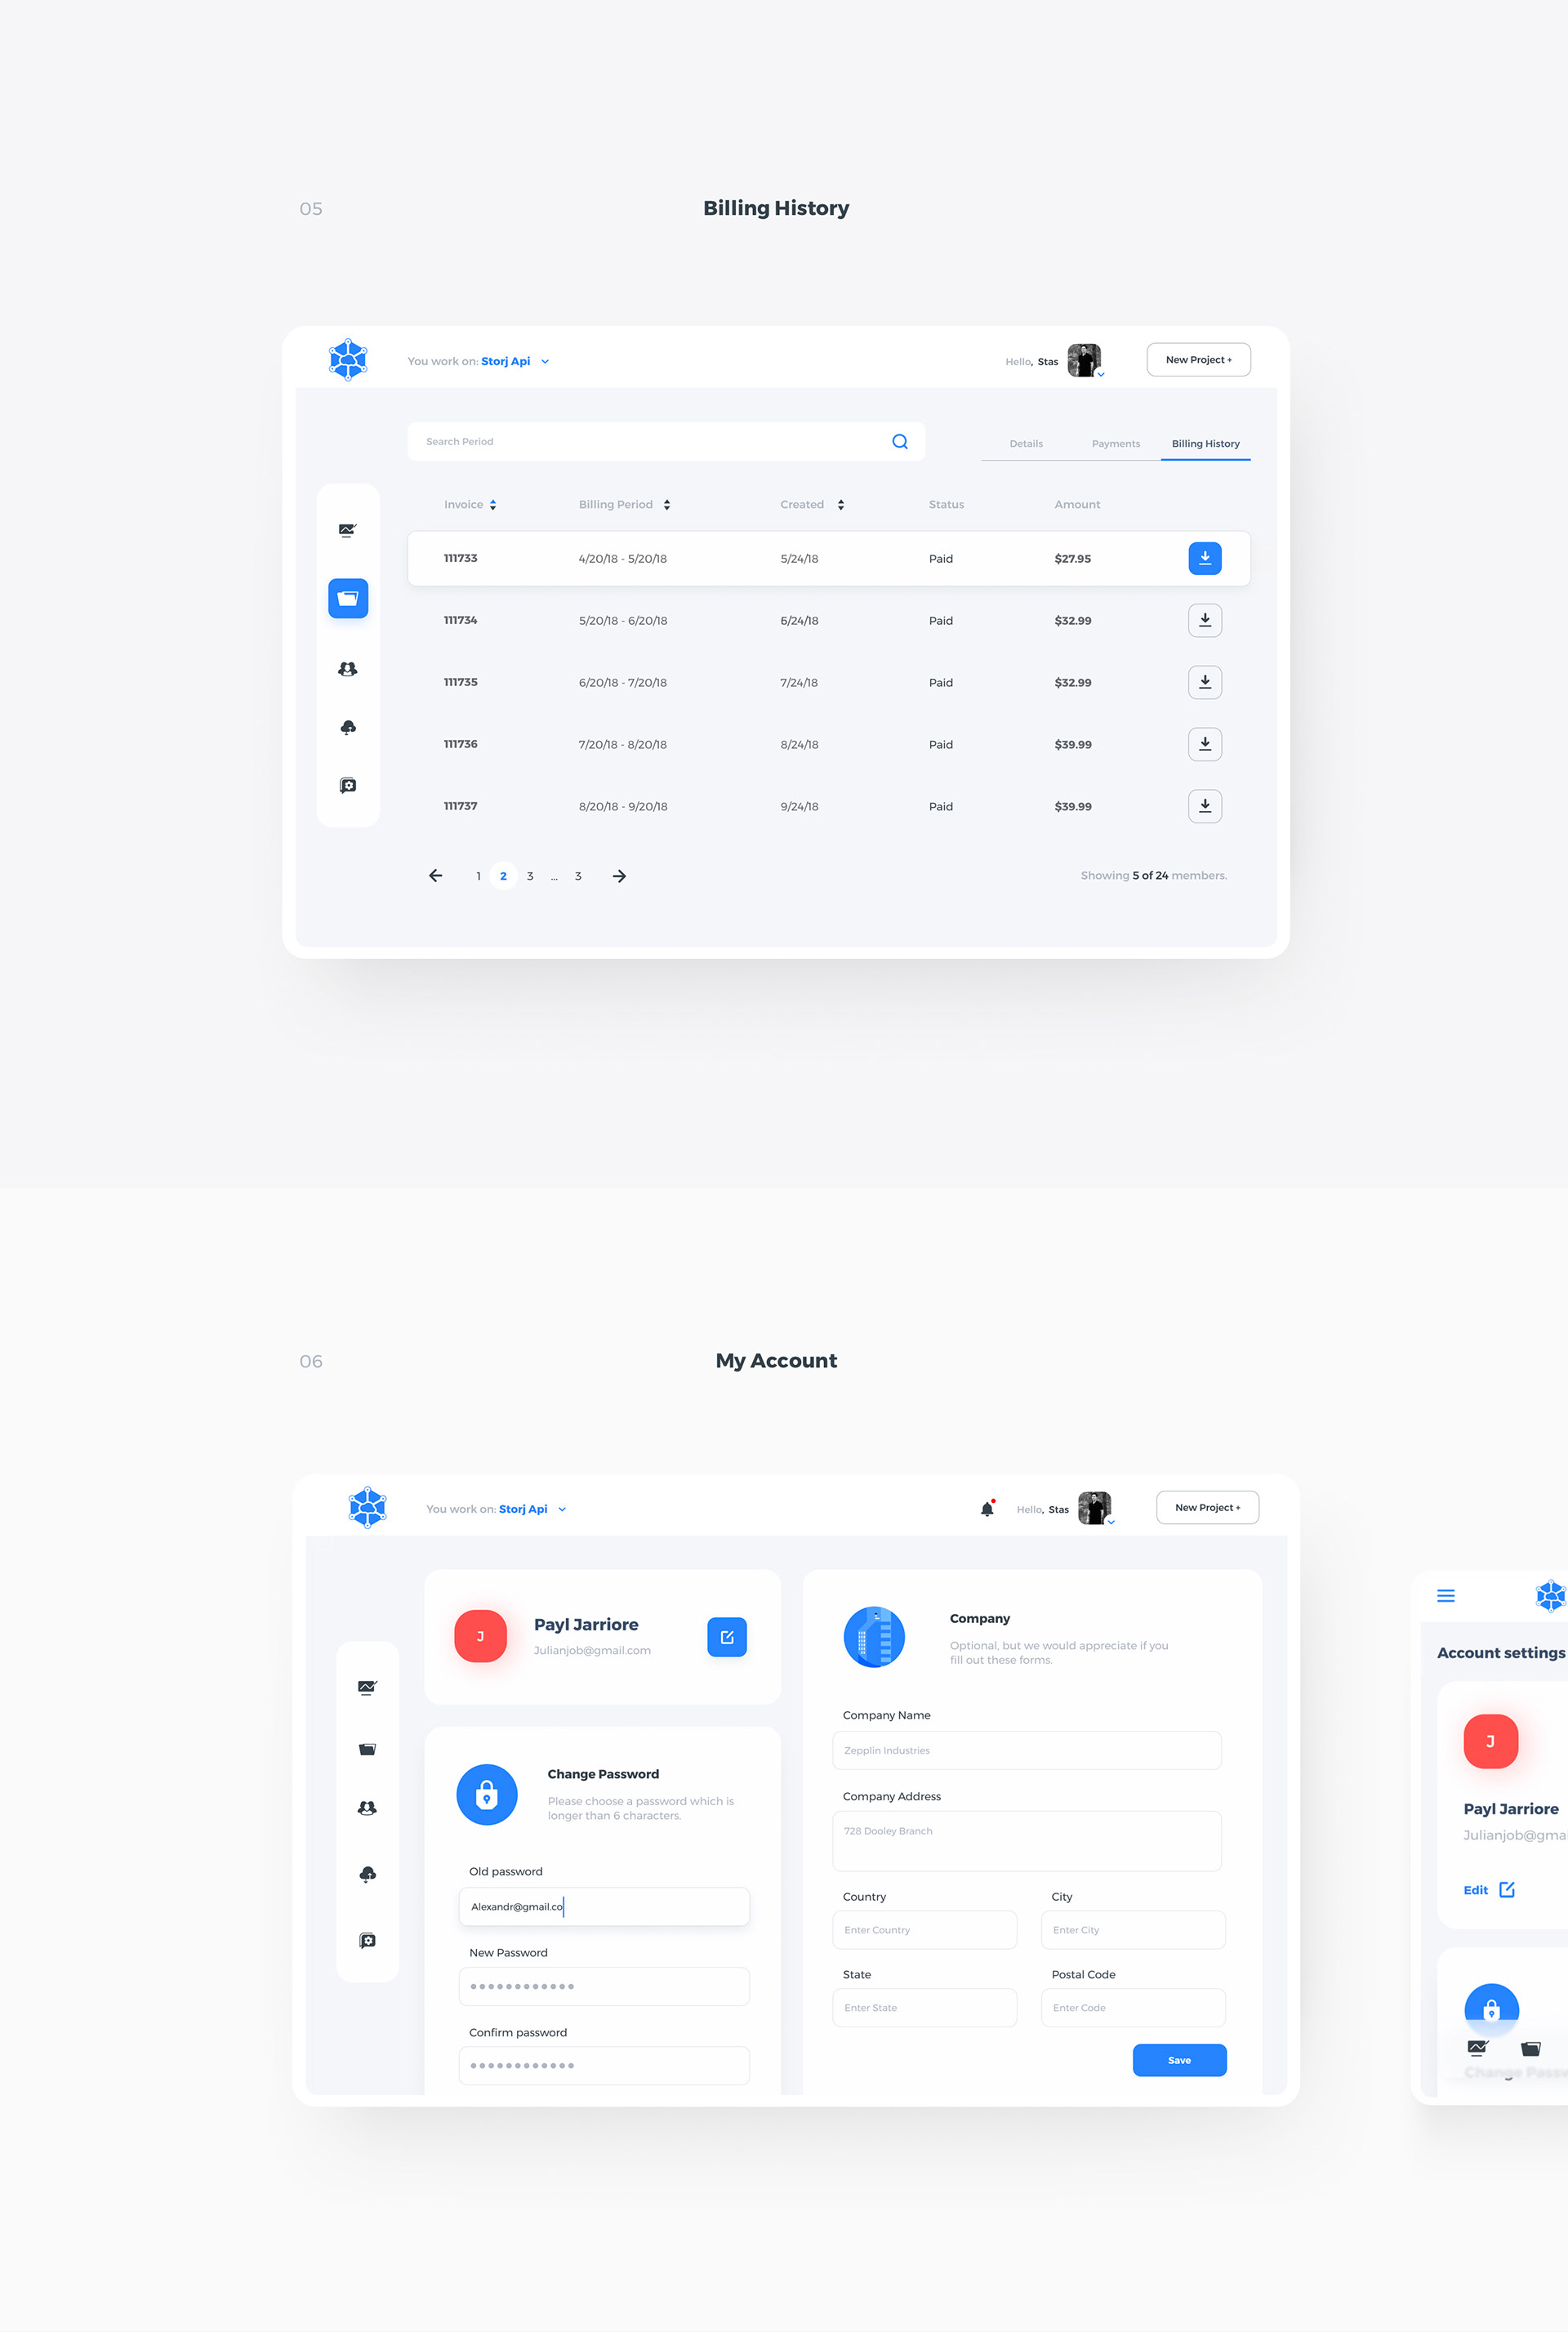 05
Billing History
You work on: Storj Api
Hello, Stas
New Project +
Search Period
Details Payments Billing History
Invoice Billing Period Created Status Amount
111733 4/20/18 - 5/20/18 5/24/18 Paid $27.95
111734 5/20/18 - 6/20/18 6/24/18 Paid $32.99
111735 6/20/18 - 7/20/18 7/24/18 Paid $32.99
111736 7/20/18 - 8/20/18 8/24/18 Paid $39.99
111737 8/20/18 - 9/20/18 9/24/18 Paid $39.99
1 2 3 ... 3
Showing 5 of 24 members.
06
My Account
You work on: Storj Api
Hello, Stas
New Project +
J
Payl Jarriore
Julianjob@gmail.com
Change Password
Please choose a password which is
longer than 6 characters.
Old password
Alexandr@gmail.co
New Password
Confirm password
Company
Optional, but we would appreciate if you
fill out these forms.
Company Name
Zepplin Industries
Company Address
728 Dooley Branch
Country City
Enter Country Enter City
State Postal Code
Enter State Enter Code
Save
Account settings
J
Payl Jarriore
Julianjob@gma
Edit
Change Passw